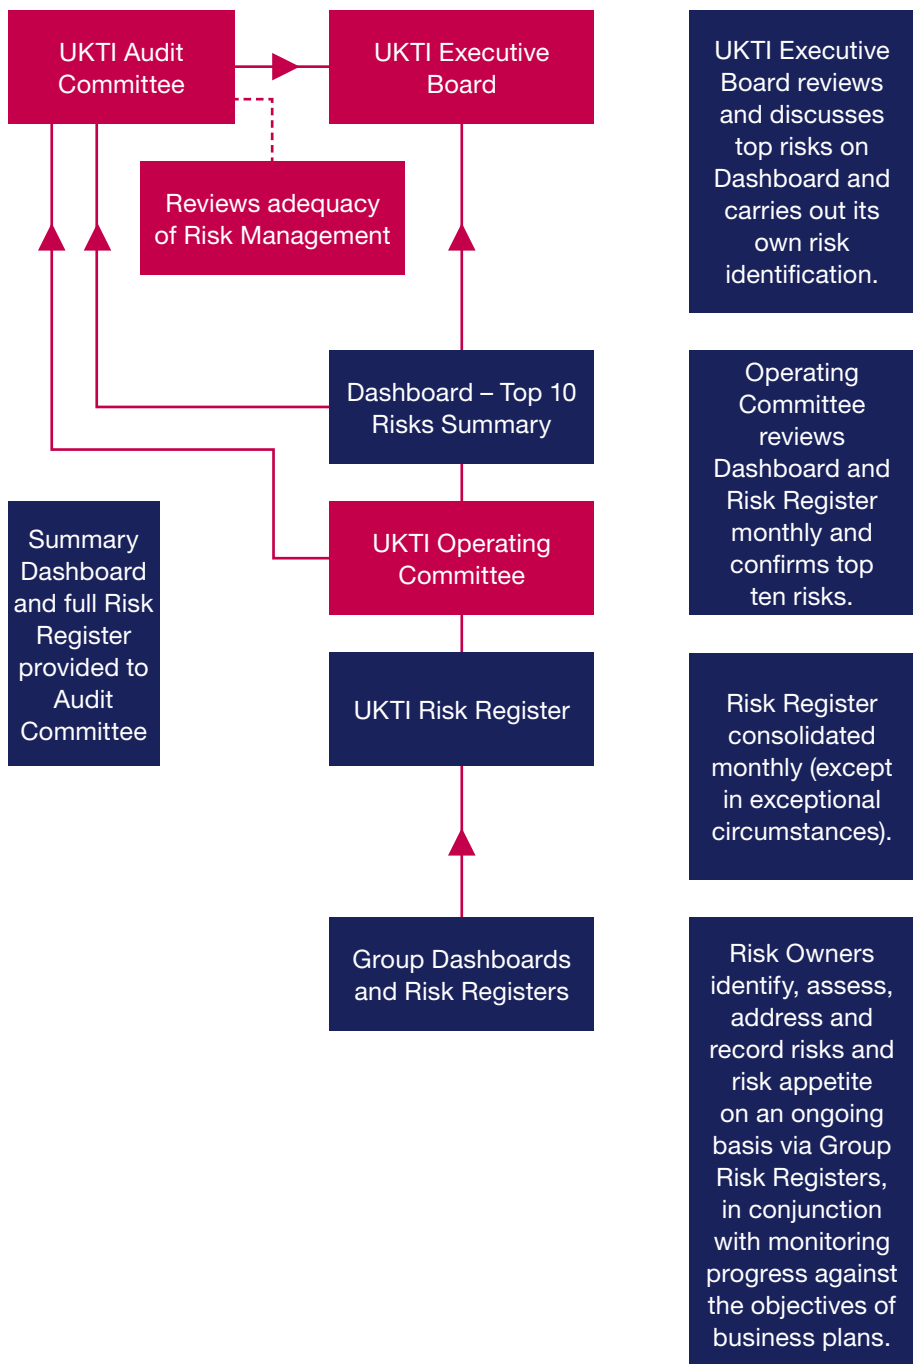 UKTI Audit
Committee
UKTI Executive
Board
Reviews adequacy
of Risk Management
Dashboard – Top 10
Risks Summary
UKTI Operating
Committee
Summary
Dashboard
and full Risk
Register
provided to
Audit
Committee
UKTI Risk Register
Group Dashboards
and Risk Registers
UKTI Executive
Board reviews
and discusses
top risks on
Dashboard and
carries out its
own risk
identification.
Operating
Committee
reviews
Dashboard and
Risk Register
monthly and
confirms top
ten risks.
Risk Register
consolidated
monthly (except
in exceptional
circumstances).
Risk Owners
identify, assess,
address and
record risks and
risk appetite
on an ongoing
basis via Group
Risk Registers,
in conjunction
with monitoring
progress against
the objectives of
business plans.